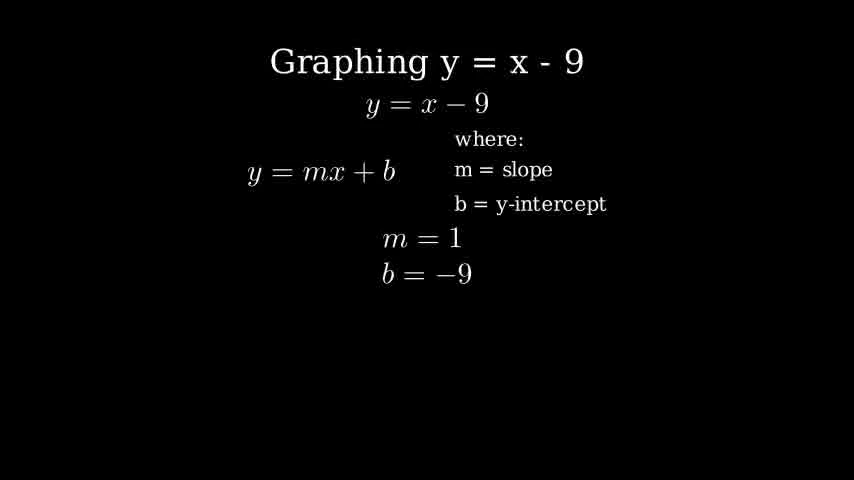 Graphing y = x - 9
y = x − 9
where:
y = mx + b
m = slope
b = y-intercept
m = 1
b = −9